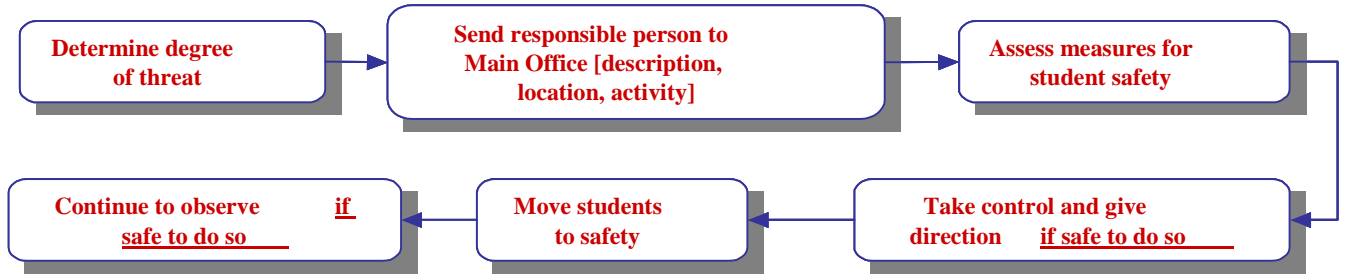 Determine degree
of threat
Send responsible person to
Main Office [description,
location, activity]
Assess measures for
student safety
Take control and give
direction if safe to do so
Move students
to safety
Continue to observe if
safe to do so